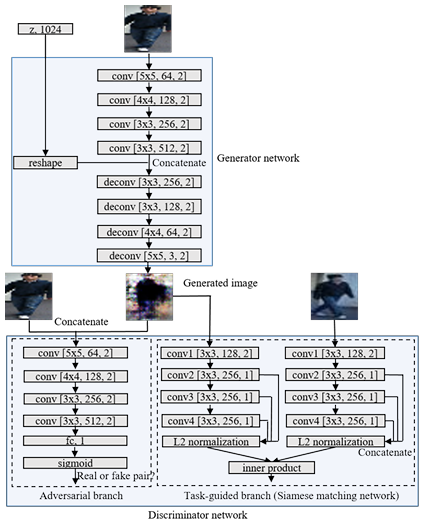 z, 1024
conv [5x5, 64, 2]
conv [4x4, 128, 2]
conv [3x3, 256, 2]
conv [3x3, 512, 2]
reshape
Concatenate
Generator network
deconv [3x3, 256, 2]
deconv [3x3, 128, 2]
deconv [4x4, 64, 2]
deconv [5x5, 3, 2]
Generated image
Concatenate
conv [5x5, 64, 2]
conv [4x4, 128, 2]
conv [3x3, 256, 2]
conv [3x3, 512, 2]
fc, 1
sigmoid
Real or fake pair?
Adversarial branch
conv1 [3x3, 128, 2]
conv2 [3x3, 256, 1]
conv3 [3x3, 256, 1]
conv4 [3x3, 256, 1]
L2 normalization
conv1 [3x3, 128, 2]
conv2 [3x3, 256, 1]
conv3 [3x3, 256, 1]
conv4 [3x3, 256, 1]
L2 normalization
Concatenate
inner product
Task-guided branch (Siamese matching network)
Discriminator network